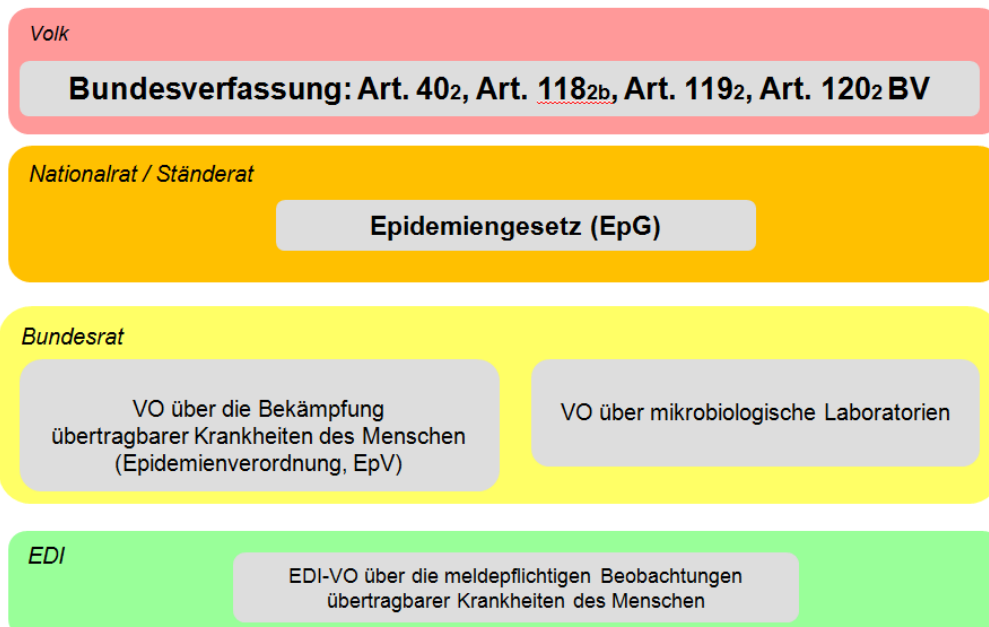 Volk
Bundesverfassung: Art. 402, Art. 1182b, Art. 1192, Art. 1202 BV
Nationalrat / Ständerat
Epidemiengesetz (EpG)
Bundesrat
VO über die Bekämpfung
übertragbarer Krankheiten des Menschen
(Epidemienverordnung, EpV)
VO über mikrobiologische Laboratorien
EDI
EDI-VO über die meldepflichtigen Beobachtungen
übertragbarer Krankheiten des Menschen